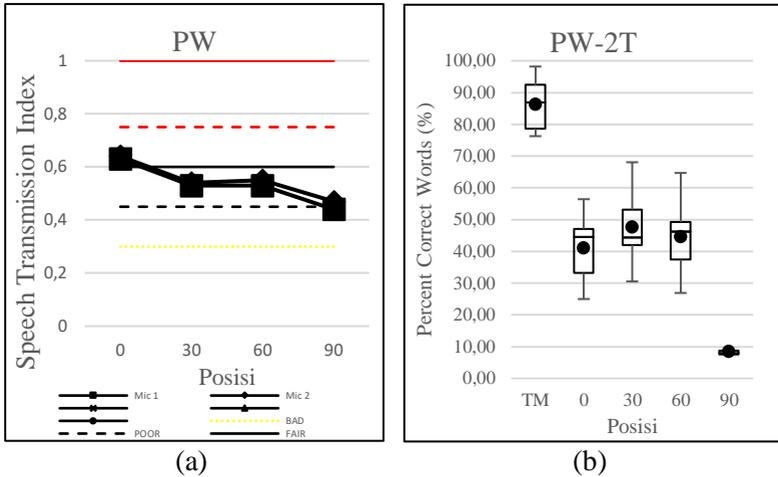 PW
Speech Transmission Index
1
0,8
0,6
0,4
0,2
0
0 30 60 90
Posisi
Mic 1 Mic 2
BAD
POOR FAIR
(a)
PW-2T
Percent Correct Words (%)
100,00
90,00
80,00
70,00
60,00
50,00
40,00
30,00
20,00
10,00
0,00
TM 0 30 60 90
Posisi
(b)